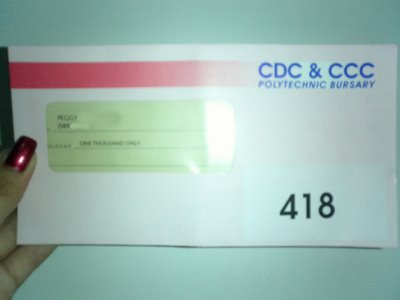 CDC & CCC
POLYTECHNIC BURSARY
ONE THOUSAND ONLY
418